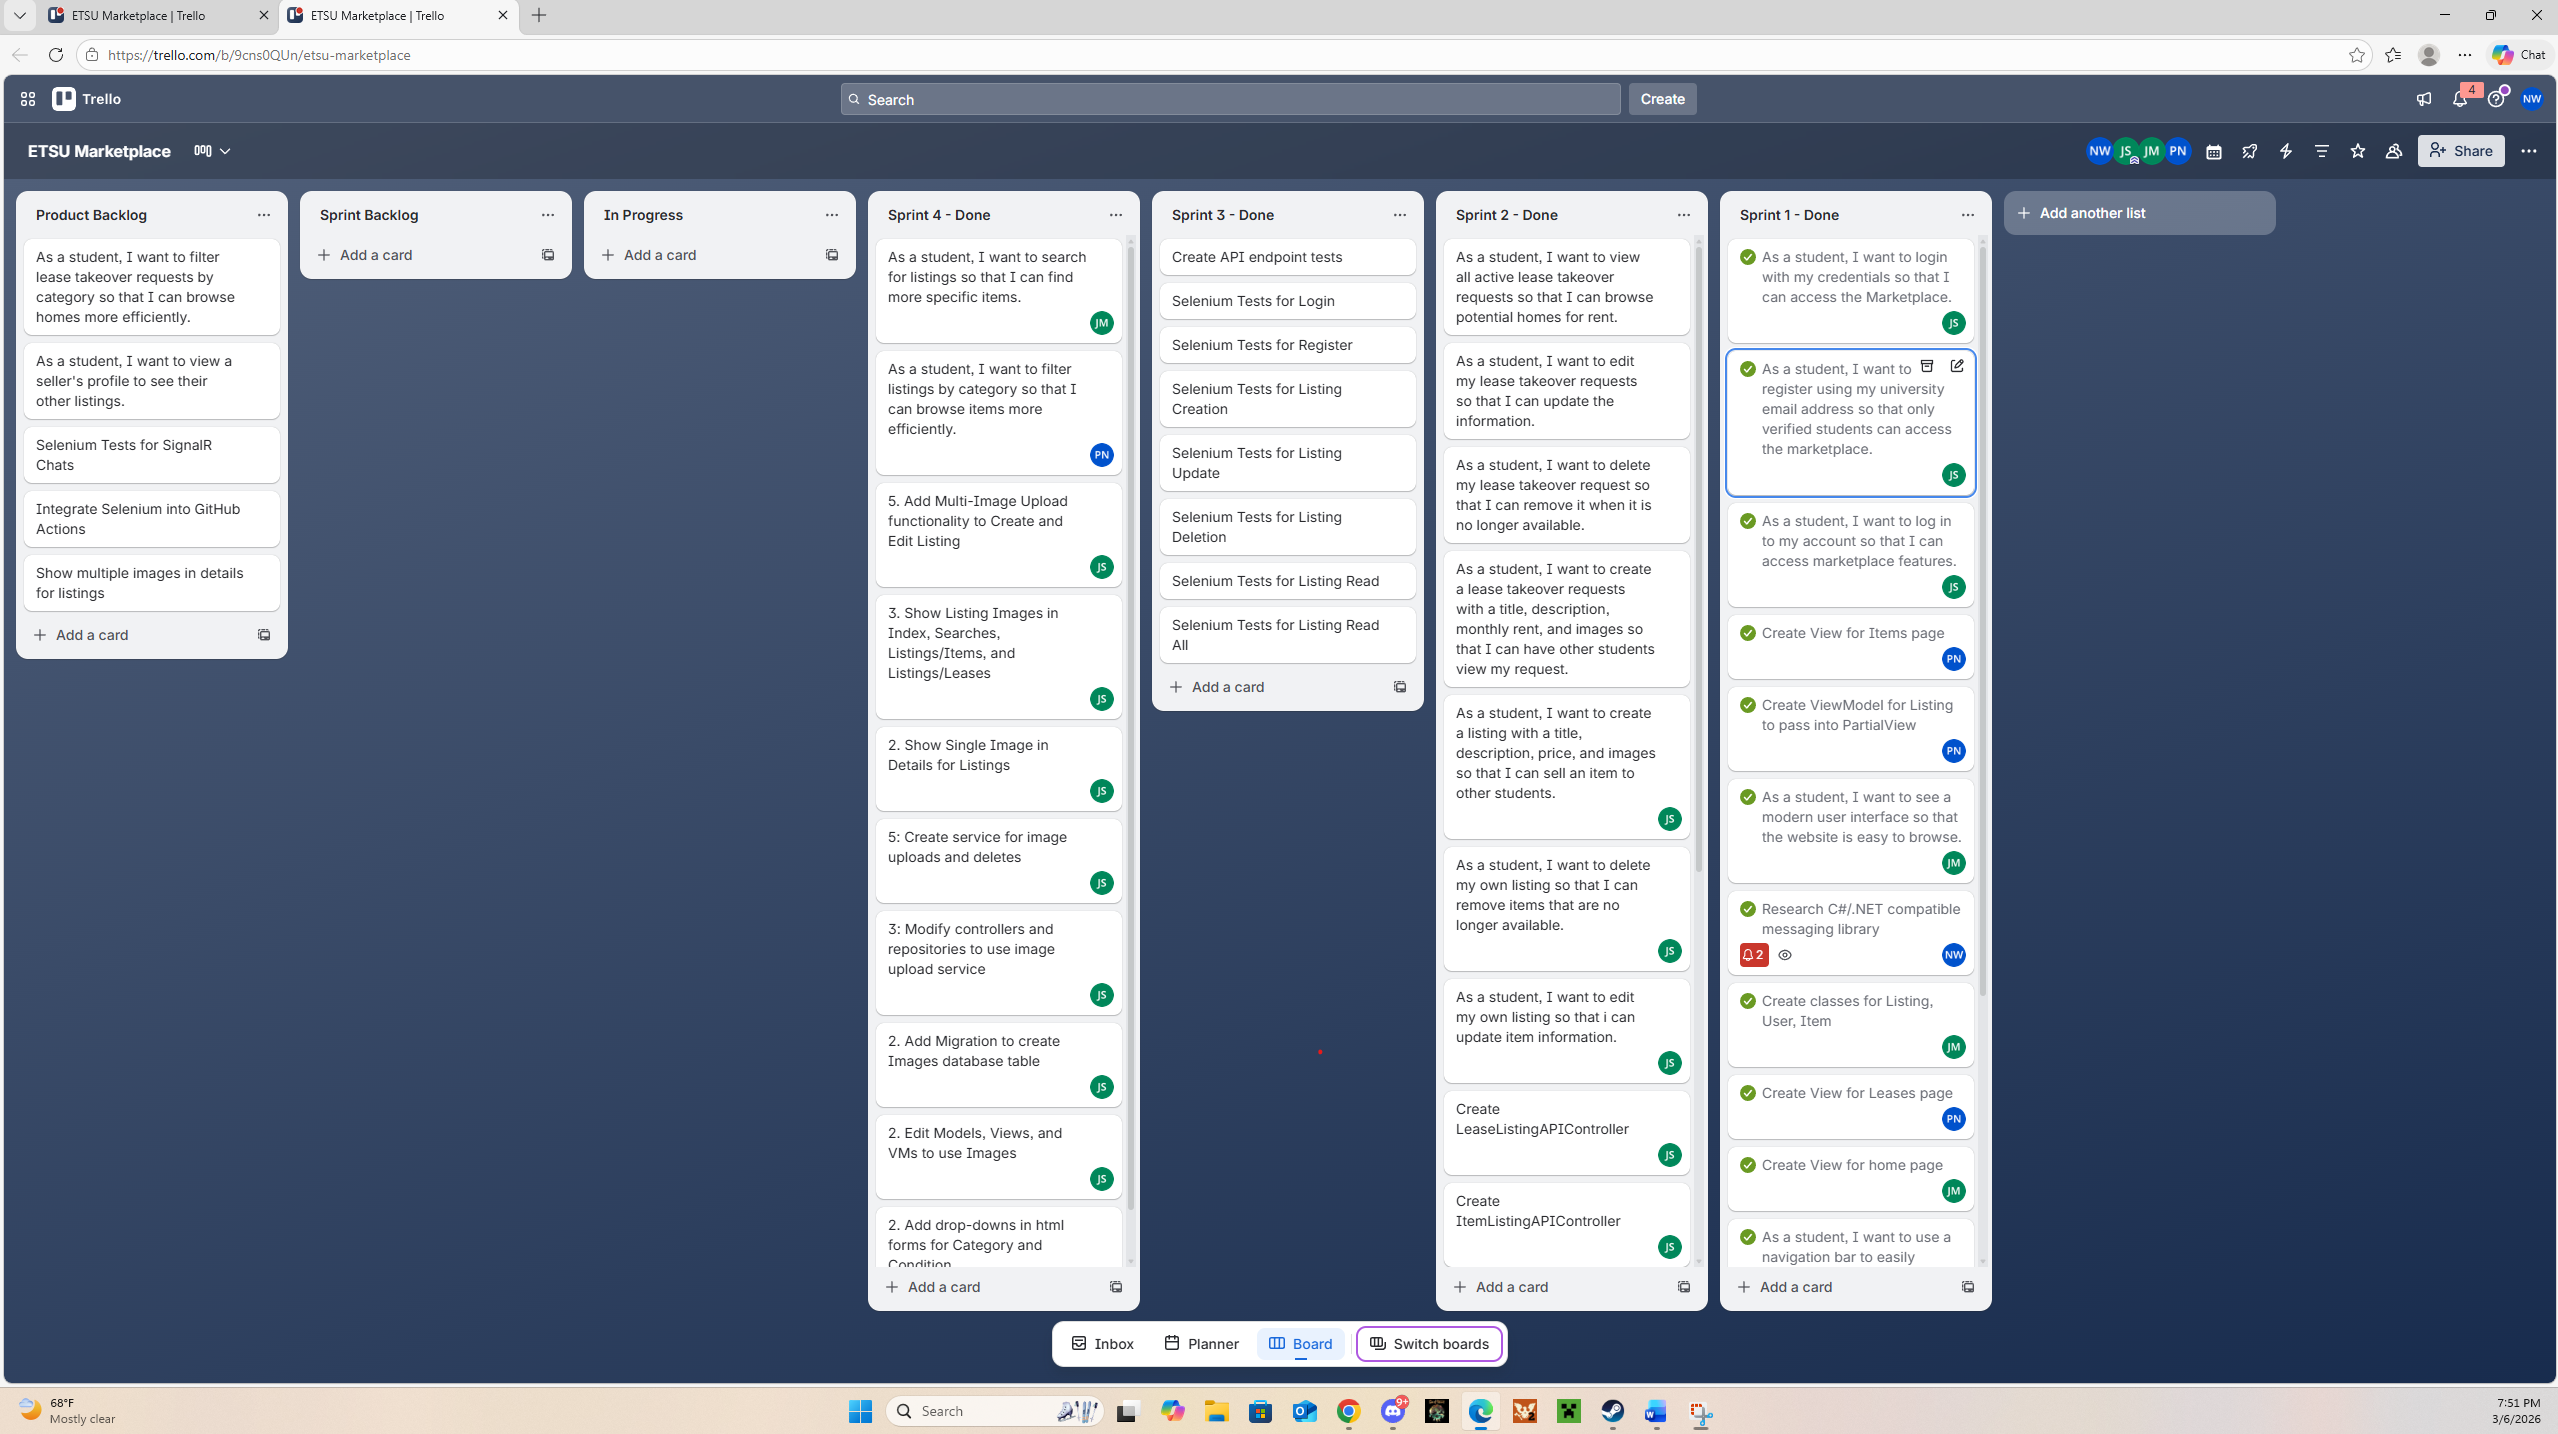 ETSU Marketplace | Trello
ETSU Marketplace | Trello
https://trello.com/b/9cns0QUn/etsu-marketplace
Chat
Trello
Search
Create
4
NW
ETSU Marketplace
NW
JS
JM
PN
Share
Product Backlog
As a student, I want to filter
lease takeover requests by
category so that I can browse
homes more efficiently.
As a student, I want to view a
seller's profile to see their
other listings.
Selenium Tests for SignalR
Chats
Integrate Selenium into GitHub
Actions
Show multiple images in details
for listings
Add a card
Sprint Backlog
Add a card
In Progress
Add a card
Sprint 4 - Done
As a student, I want to search
for listings so that I can find
more specific items.
JM
As a student, I want to filter
listings by category so that I
can browse items more
efficiently.
PN
5. Add Multi-Image Upload
functionality to Create and
Edit Listing
JS
3. Show Listing Images in
Index, Searches,
Listings/Items, and
Listings/Leases
JS
2. Show Single Image in
Details for Listings
JS
5: Create service for image
uploads and deletes
JS
3: Modify controllers and
repositories to use image
upload service
JS
2. Add Migration to create
Images database table
JS
2. Edit Models, Views, and
VMs to use Images
JS
2. Add drop-downs in html
forms for Category and
Condition
Add a card
Sprint 3 - Done
Create API endpoint tests
Selenium Tests for Login
Selenium Tests for Register
Selenium Tests for Listing
Creation
Selenium Tests for Listing
Update
Selenium Tests for Listing
Deletion
Selenium Tests for Listing Read
Selenium Tests for Listing Read
All
Add a card
Sprint 2 - Done
As a student, I want to view
all active lease takeover
requests so that I can browse
potential homes for rent.
As a student, I want to edit
my lease takeover requests
so that I can update the
information.
As a student, I want to delete
my lease takeover request so
that I can remove it when it is
no longer available.
As a student, I want to create
a lease takeover requests
with a title, description,
monthly rent, and images so
that I can have other students
view my request.
As a student, I want to create
a listing with a title,
description, price, and images
so that I can sell an item to
other students.
JS
As a student, I want to delete
my own listing so that I can
remove items that are no
longer available.
JS
As a student, I want to edit
my own listing so that i can
update item information.
JS
Create
LeaseListingAPIController
JS
Create
ItemListingAPIController
JS
Add a card
Sprint 1 - Done
As a student, I want to login
with my credentials so that I
can access the Marketplace.
JS
As a student, I want to
register using my university
email address so that only
verified students can access
the marketplace.
JS
As a student, I want to log in
to my account so that I can
access marketplace features.
JS
Create View for Items page
PN
Create ViewModel for Listing
to pass into PartialView
PN
As a student, I want to see a
modern user interface so that
the website is easy to browse.
JM
Research C#/.NET compatible
messaging library
2
NW
Create classes for Listing,
User, Item
JM
Create View for Leases page
PN
Create View for home page
JM
As a student, I want to use a
navigation bar to easily
Add a card
Add another list
Inbox
Planner
Board
Switch boards
68°F
Mostly clear
Search
9+
7:51 PM
3/6/2026